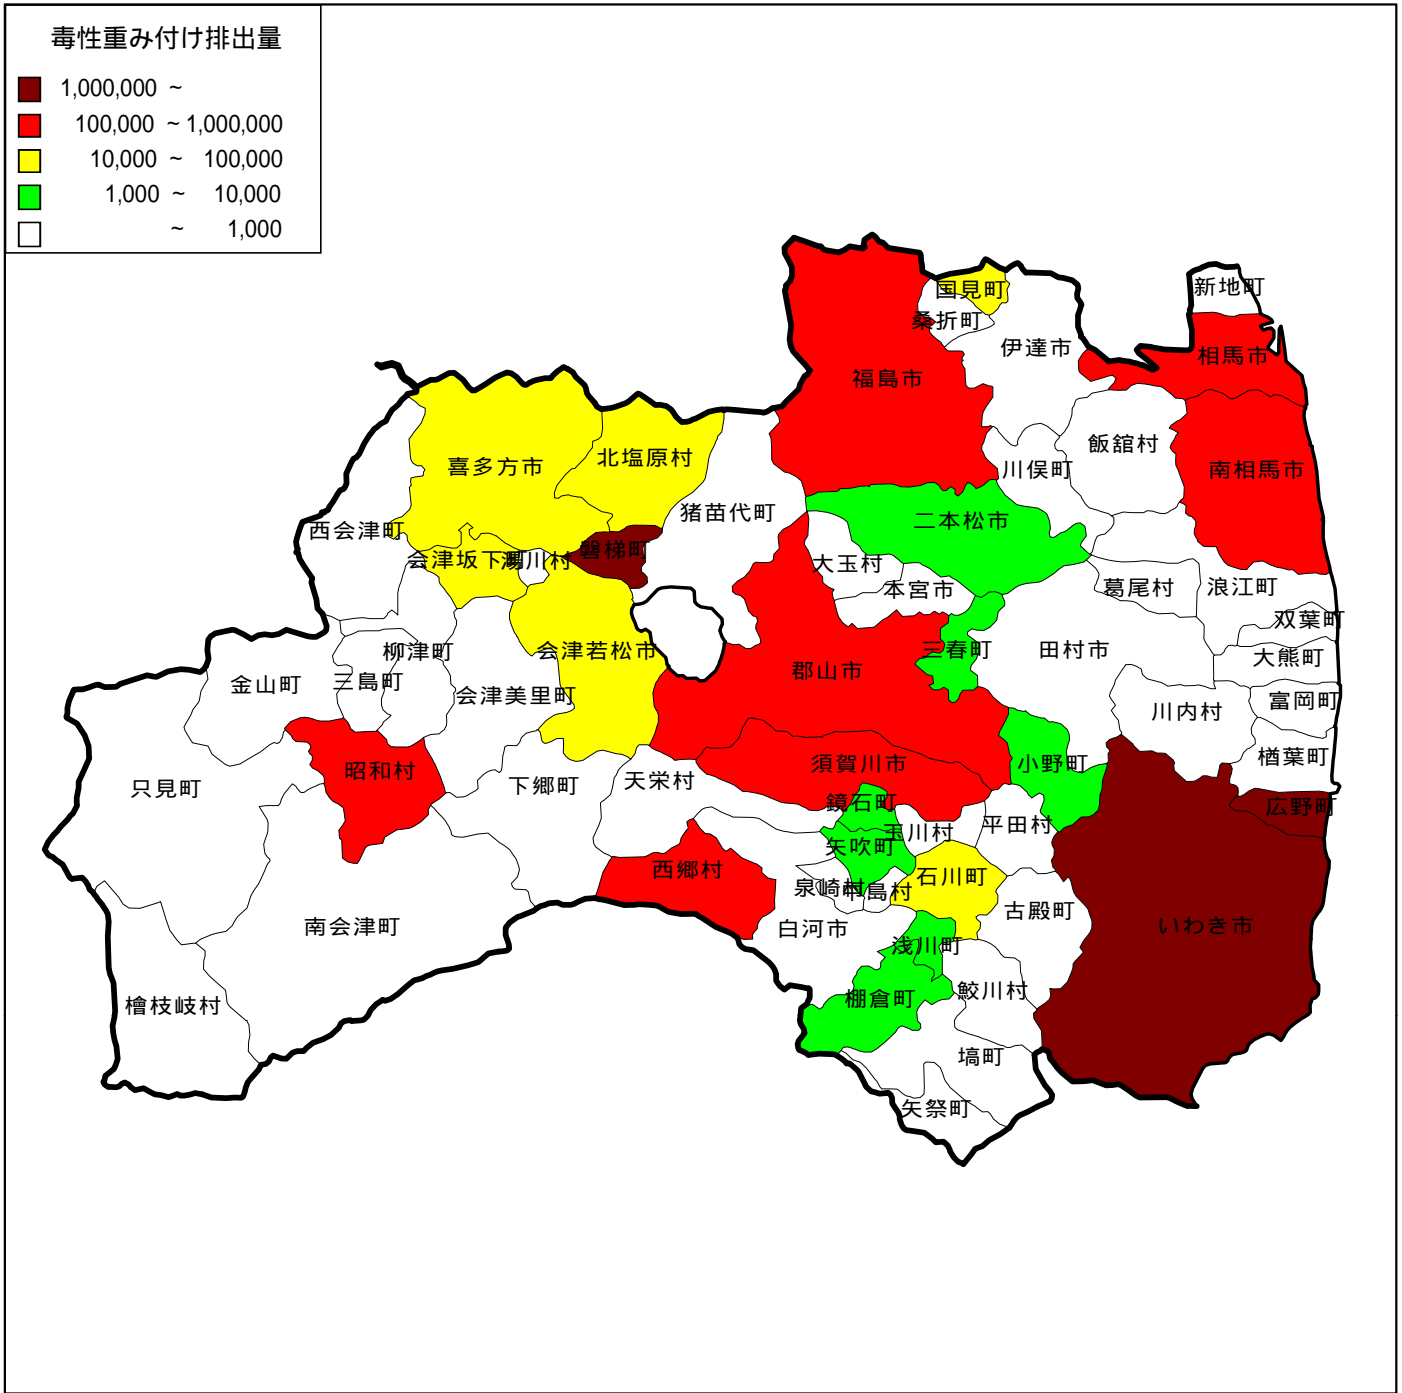 毒性重み付け排出量
1,000,000 ~
100,000 ~ 1,000,000
10,000 ~ 100,000
1,000 ~ 10,000
~ 1,000
新地町
国見町
桑折町
伊達市
相馬市
福島市
飯舘村
川俣町
南相馬市
喜多方市
北塩原村
猪苗代町
二本松市
西会津町
会津坂下町
湯川村
磐梯町
大玉村
本宮市
葛尾村
浪江町
双葉町
柳津町
会津若松市
三春町
田村市
大熊町
金山町
三島町
会津美里町
郡山市
川内村
富岡町
昭和村
只見町
下郷町
天栄村
須賀川市
小野町
楢葉町
鏡石町
広野町
玉川村
平田村
矢吹町
西郷村
泉崎村
中島村
石川町
古殿町
南会津町
白河市
いわき市
浅川町
檜枝岐村
棚倉町
鮫川村
塙町
矢祭町